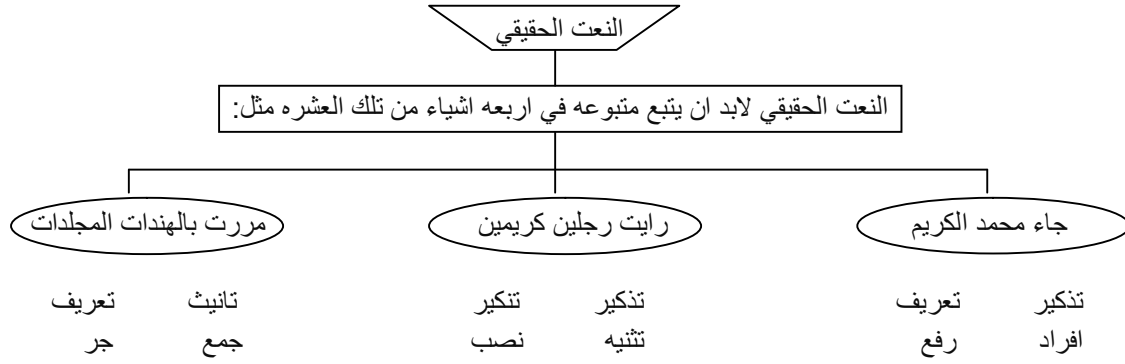 النعت الحقيقي
النعت الحقيقي لابد ان يتبع متبوعه في اربعه اشياء من تلك العشره مثل:
جاء محمد الكريم
رايت رجلين كريمين
مررت بالهندات المجلدات
تذكير تعريف
افراد رفع
تذكير تنكير
تثنيه نصب
تانيث تعريف
جمع جر